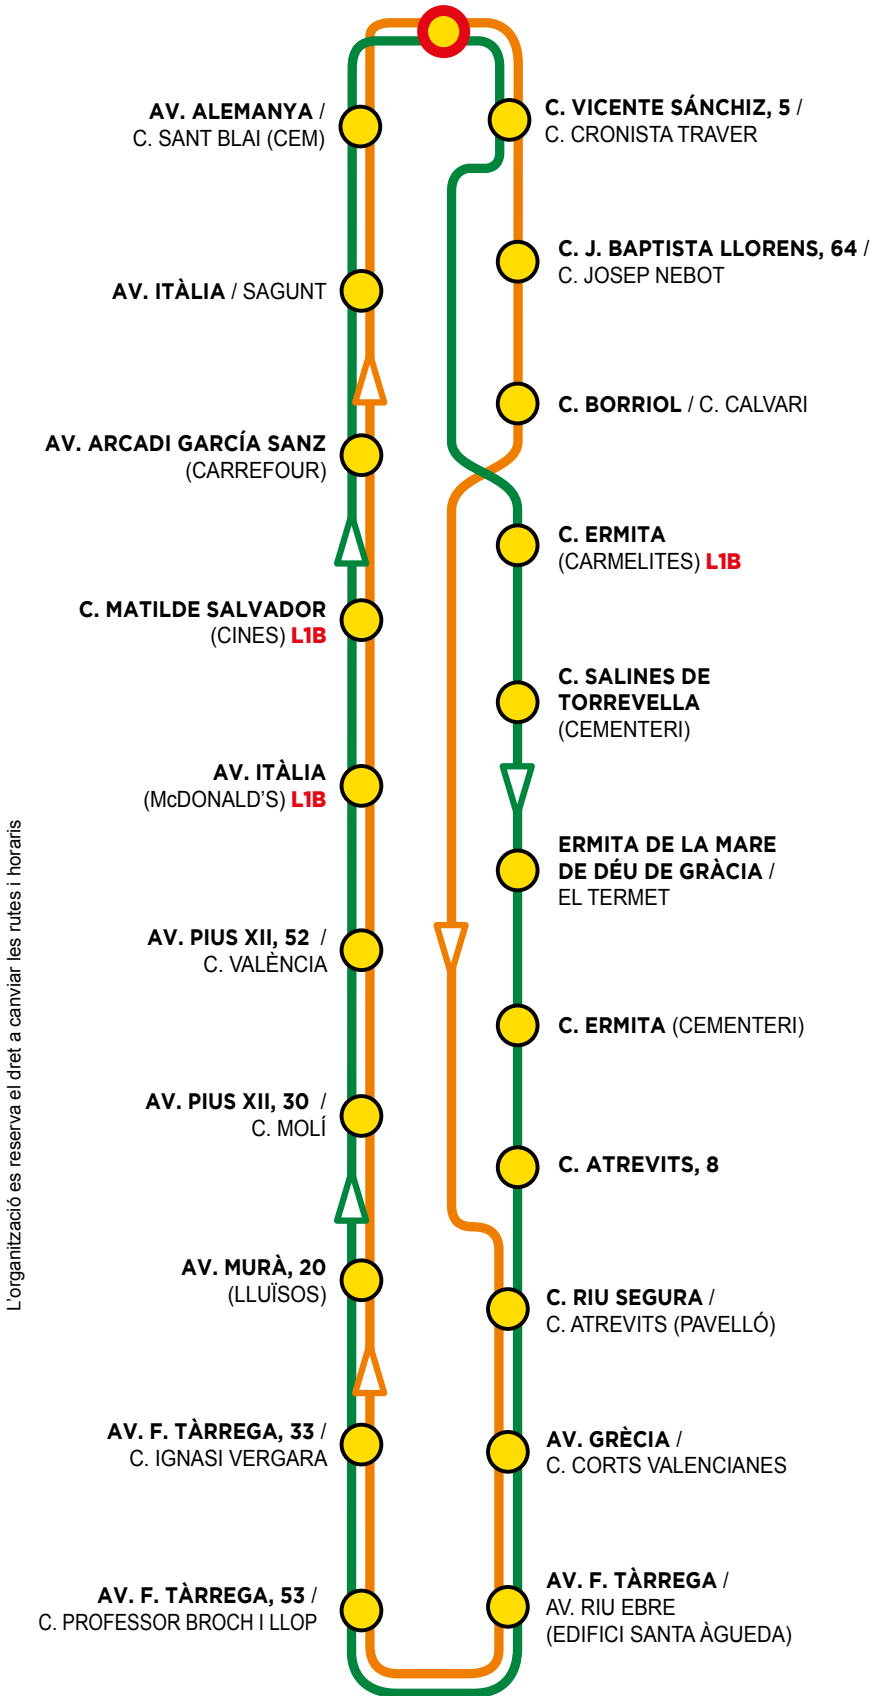 AV. ALEMANYA /
C. SANT BLAI (CEM)
AV. ITÀLIA / SAGUNT
AV. ARCADI GARCÍA SANZ
(CARREFOUR)
C. MATILDE SALVADOR
(CINES) L1B
AV. ITÀLIA
(McDONALD’S) L1B
AV. PIUS XII, 52 /
C. VALÈNCIA
AV. PIUS XII, 30 /
C. MOLÍ
AV. MURÀ, 20
(LLUÏSOS)
AV. F. TÀRREGA, 33 /
C. IGNASI VERGARA
AV. F. TÀRREGA, 53 /
C. PROFESSOR BROCH I LLOP
C. VICENTE SÁNCHIZ, 5 /
C. CRONISTA TRAVER
C. J. BAPTISTA LLORENS, 64 /
C. JOSEP NEBOT
C. BORRIOL / C. CALVARI
C. ERMITA
(CARMELITES) L1B
C. SALINES DE
TORREVELLA
(CEMENTERI)
ERMITA DE LA MARE
DE DÉU DE GRÀCIA /
EL TERMET
C. ERMITA (CEMENTERI)
C. ATREVITS, 8
C. RIU SEGURA /
C. ATREVITS (PAVELLÓ)
AV. GRÈCIA /
C. CORTS VALENCIANES
AV. F. TÀRREGA /
AV. RIU EBRE
(EDIFICI SANTA ÀGUEDA)
L’organització es reserva el dret a canviar les rutes i horaris